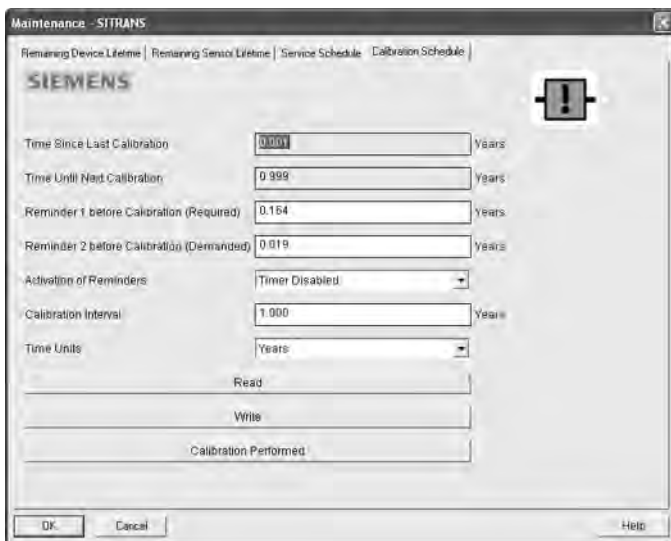 Maintenance - SITRANS
Remaining Device Lifetime | Remaining Sensor Lifetime | Service Schedule Calibration Schedule
SIEMENS
!
Time Since Last Calibration 0.001 Years
Time Until Next Calibration 0.999 Years
Reminder 1 before Calibration (Required) 0.164 Years
Reminder 2 before Calibration (Demanded) 0.019 Years
Activation of Reminders Timer Disabled
Calibration Interval 1.000 Years
Time Units Years
Read
Write
Calibration Performed
OK Cancel Help